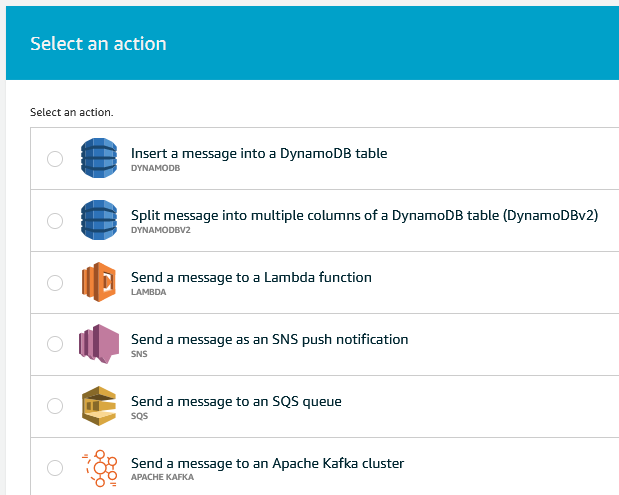 Select an action
Select an action.
Insert a message into a DynamoDB table
DYNAMODB
Split message into multiple columns of a DynamoDB table (DynamoDBv2)
DYNAMODBV2
Send a message to a Lambda function
LAMBDA
Send a message as an SNS push notification
SNS
Send a message to an SQS queue
SQS
Send a message to an Apache Kafka cluster
APACHE KAFKA